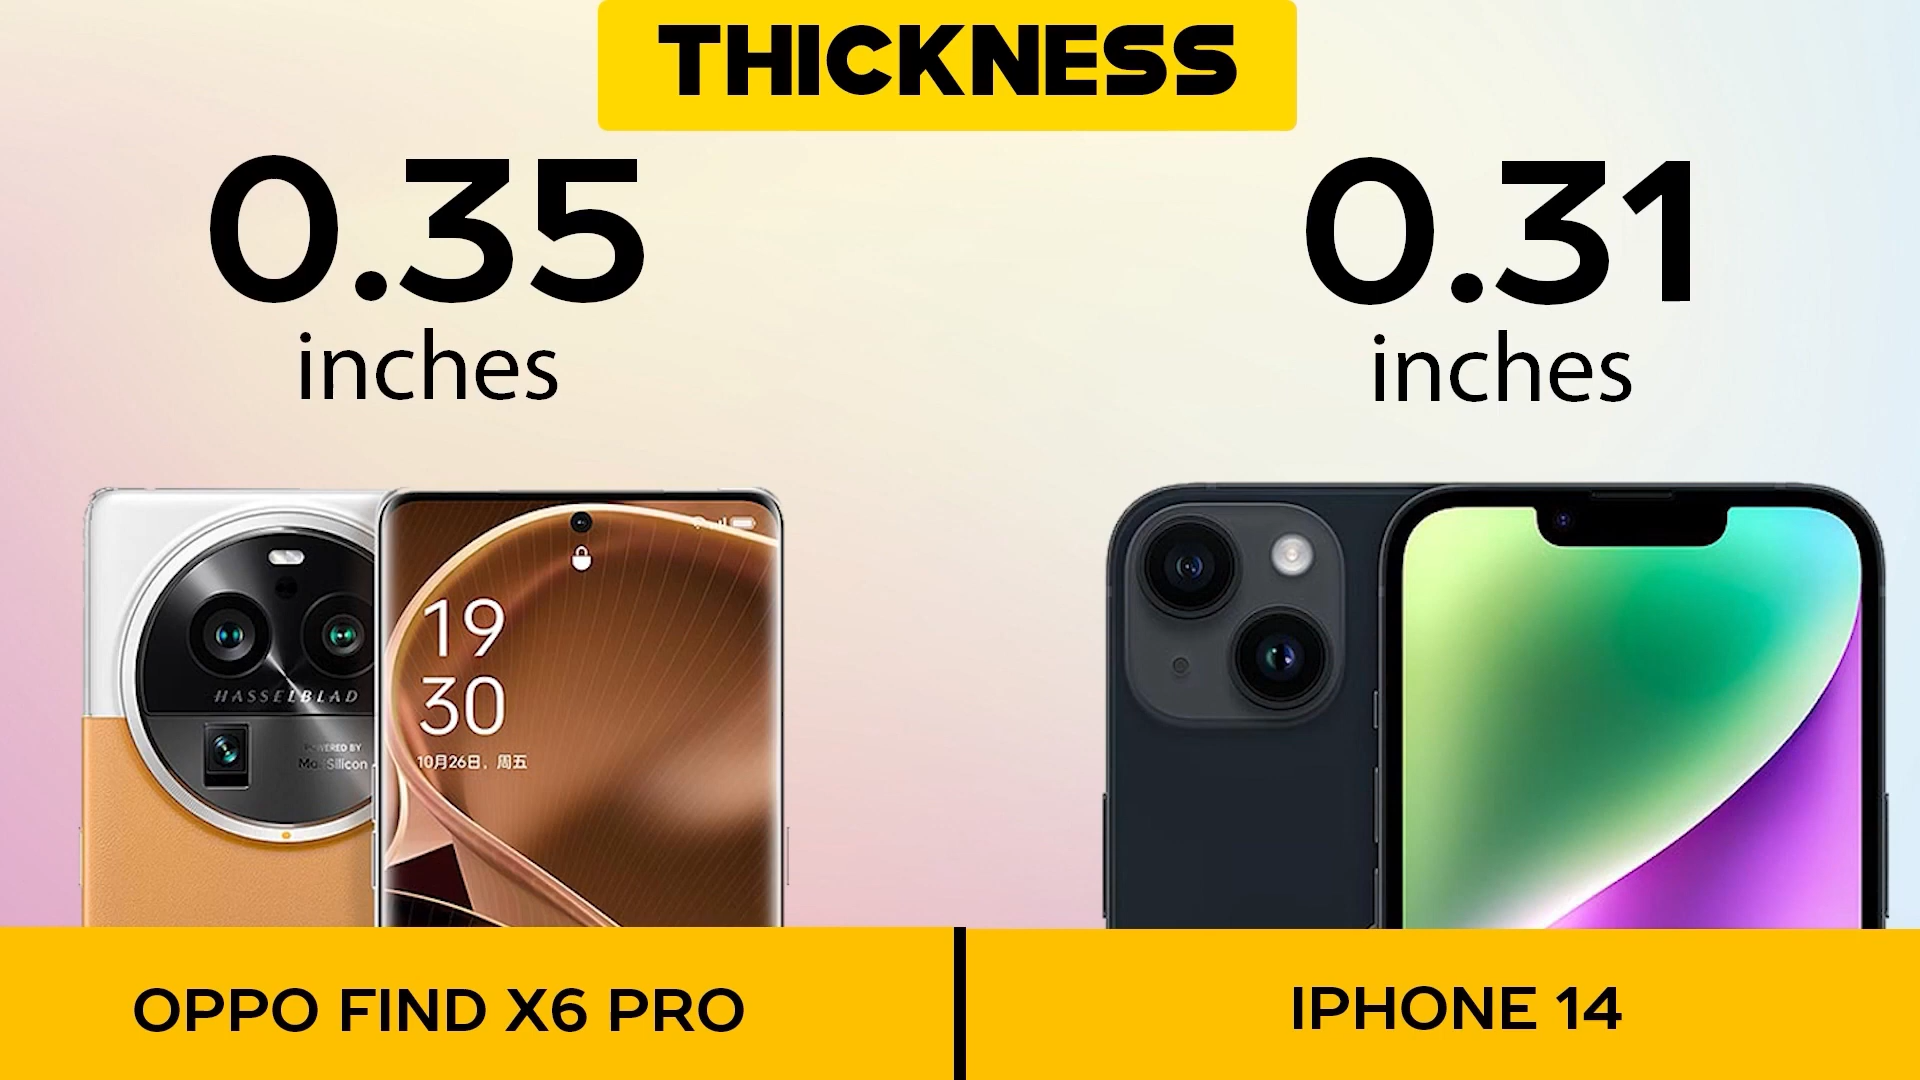 THICKNESS
0.35
inches
0.31
inches
HASSELBLAD
POWERED BY
19
30
10月26日，周五
OPPO FIND X6 PRO
IPHONE 14